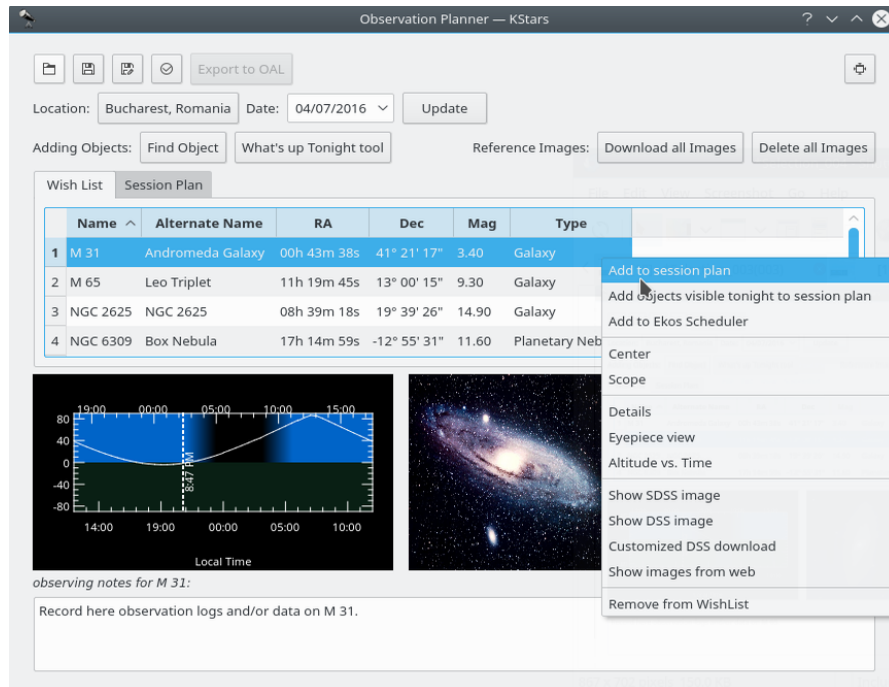 Observation Planner — KStars
Export to OAL
Location: Bucharest, Romania Date: 04/07/2016 Update
Adding Objects: Find Object What's up Tonight tool Reference Images: Download all Images Delete all Images
Wish List Session Plan
Name Alternate Name RA Dec Mag Type
1 M 31 Andromeda Galaxy 00h 43m 38s 41° 21' 17" 3.40 Galaxy
2 M 65 Leo Triplet 11h 19m 45s 13° 00' 15" 9.30 Galaxy
3 NGC 2625 NGC 2625 08h 39m 18s 19° 39' 26" 14.90 Galaxy
4 NGC 6309 Box Nebula 17h 14m 59s -12° 55' 31" 11.60 Planetary Neb
Add to session plan
Add objects visible tonight to session plan
Add to Ekos Scheduler
Center
Scope
Details
Eyepiece view
Altitude vs. Time
Show SDSS image
Show DSS image
Customized DSS download
Show images from web
Remove from WishList
19:00 00:00 05:00 10:00 15:00
80
40
0
-40
-80
8:47 PM
14:00 19:00 00:00 05:00 10:00
Local Time
observing notes for M 31:
Record here observation logs and/or data on M 31.